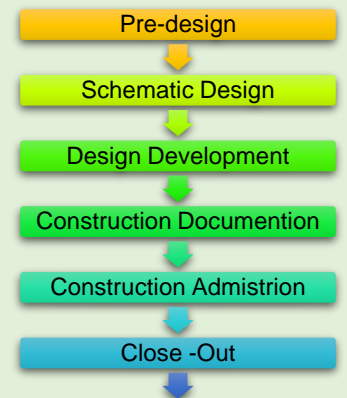 Pre-design
Schematic Design
Design Development
Construction Documention
Construction Admistrion
Close -Out